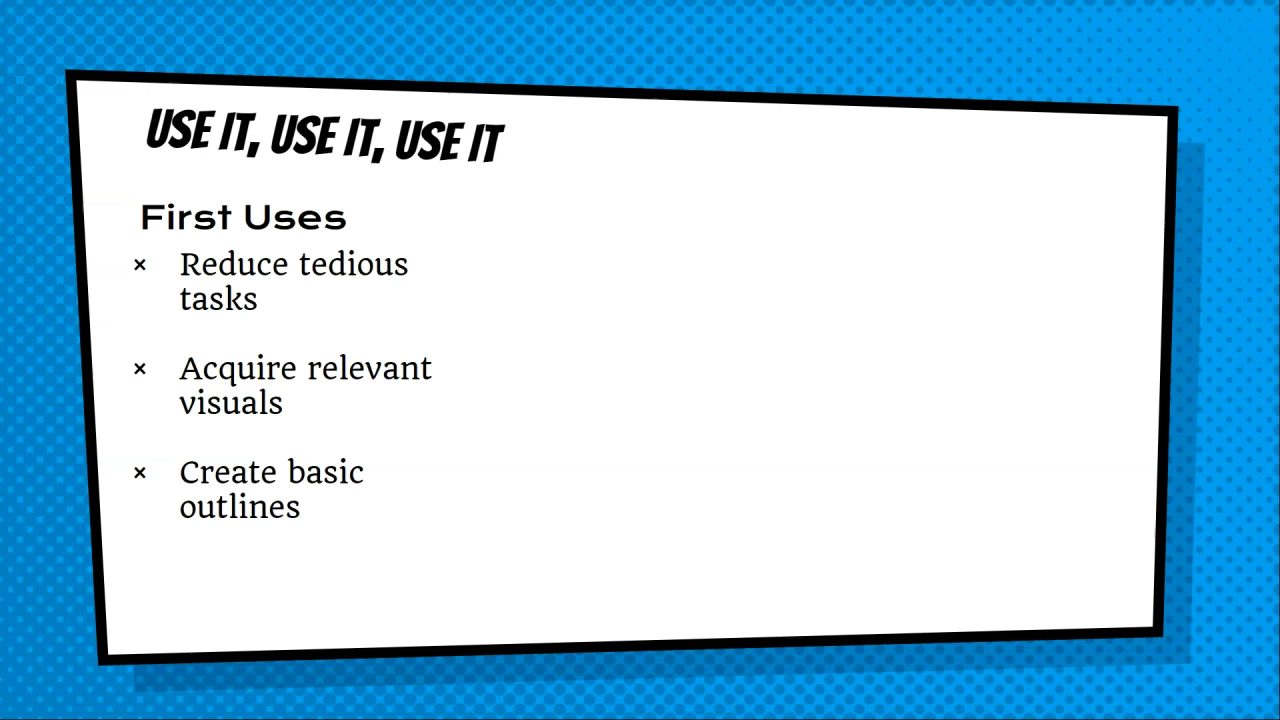 USE IT, USE IT, USE IT
First Uses
× Reduce tedious
tasks
× Acquire relevant
visuals
× Create basic
outlines